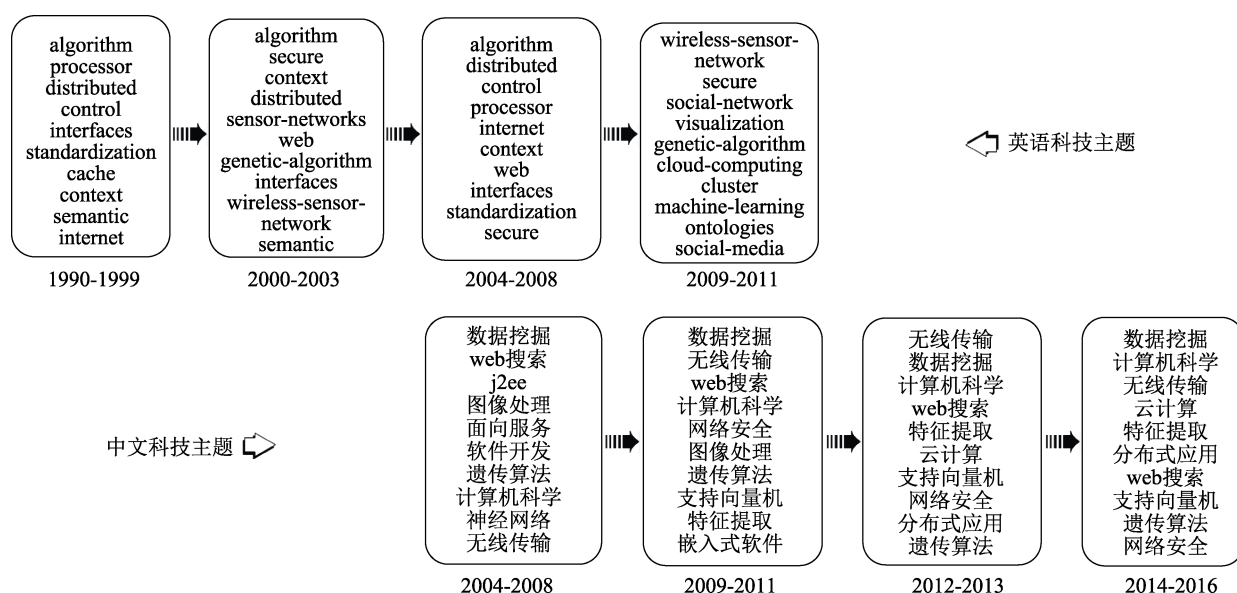 algorithm
processor
distributed
control
interfaces
standardization
cache
context
semantic
internet
1990-1999
algorithm
secure
context
distributed
sensor-networks
web
genetic-algorithm
interfaces
wireless-sensor-
network
semantic
2000-2003
algorithm
distributed
control
processor
internet
context
web
interfaces
standardization
secure
2004-2008
wireless-sensor-
network
secure
social-network
visualization
genetic-algorithm
cloud-computing
cluster
machine-learning
ontologies
social-media
2009-2011
英语科技主题
中文科技主题
数据挖掘
web搜索
j2ee
图像处理
面向服务
软件开发
遗传算法
计算机科学
神经网络
无线传输
2004-2008
数据挖掘
无线传输
web搜索
计算机科学
网络安全
图像处理
遗传算法
支持向量机
特征提取
嵌入式软件
2009-2011
无线传输
数据挖掘
计算机科学
web搜索
特征提取
云计算
支持向量机
网络安全
分布式应用
遗传算法
2012-2013
数据挖掘
计算机科学
无线传输
云计算
特征提取
分布式应用
web搜索
支持向量机
遗传算法
网络安全
2014-2016